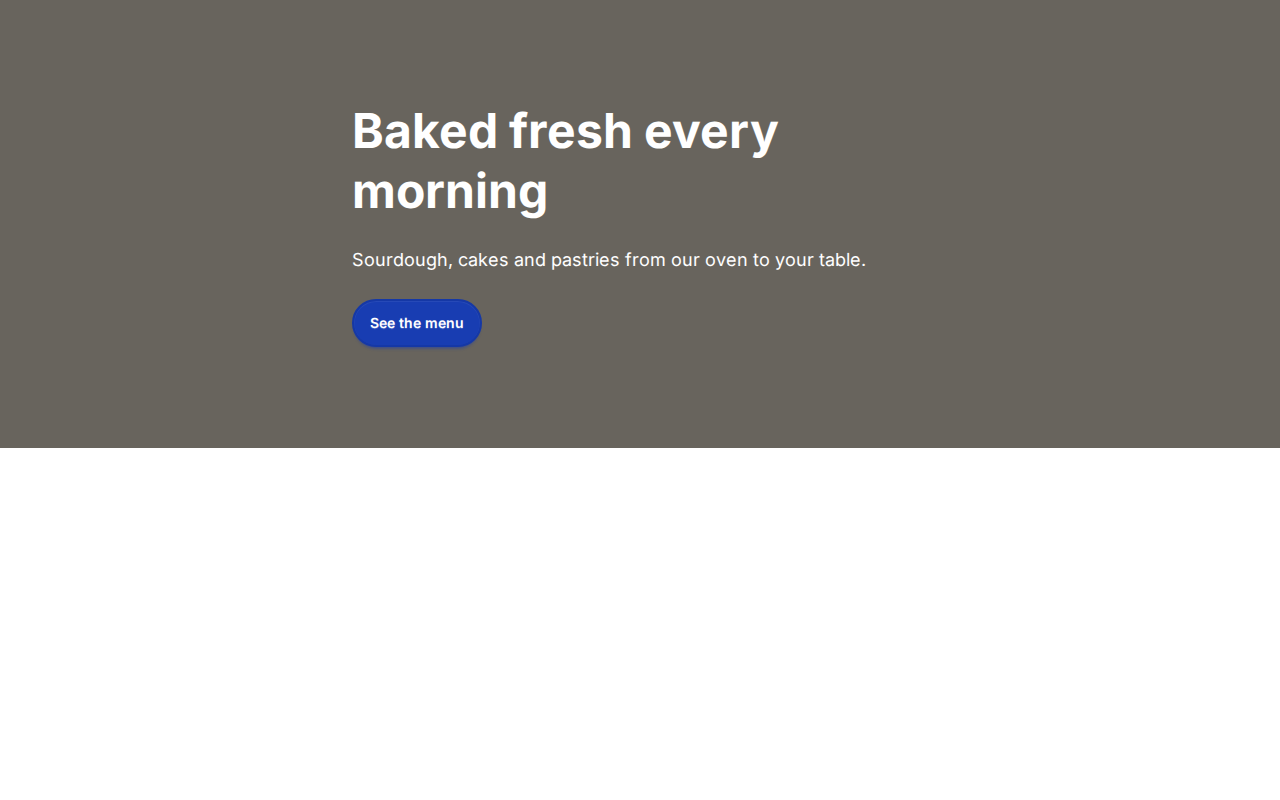 Baked fresh every
morning
Sourdough, cakes and pastries from our oven to your table.
See the menu